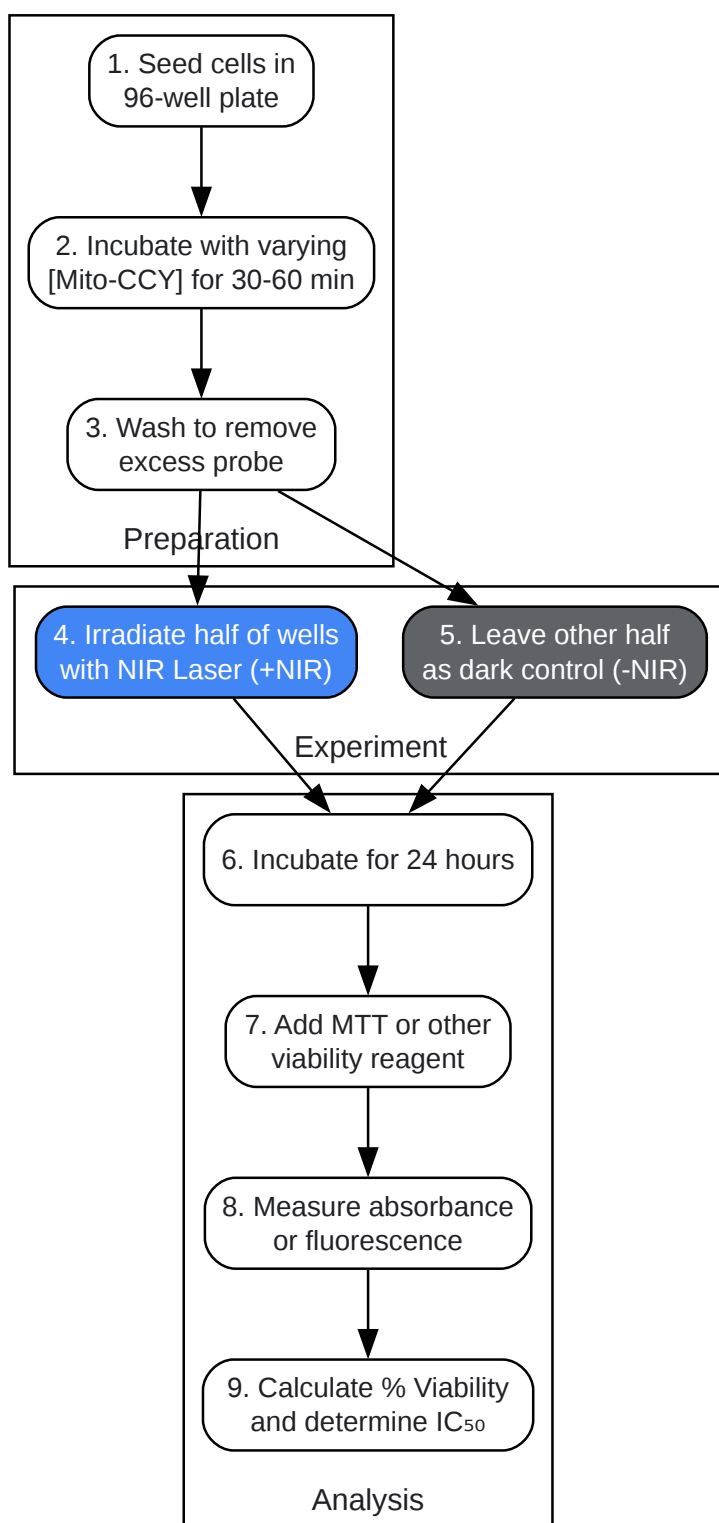 1. Seed cells in
96-well plate
2. Incubate with varying
[Mito-CCY] for 30-60 min
3. Wash to remove
excess probe
Preparation
4. Irradiate half of wells
with NIR Laser (+NIR)
5. Leave other half
as dark control (-NIR)
Experiment
6. Incubate for 24 hours
7. Add MTT or other
viability reagent
8. Measure absorbance
or fluorescence
9. Calculate % Viability
and determine IC₅₀
Analysis